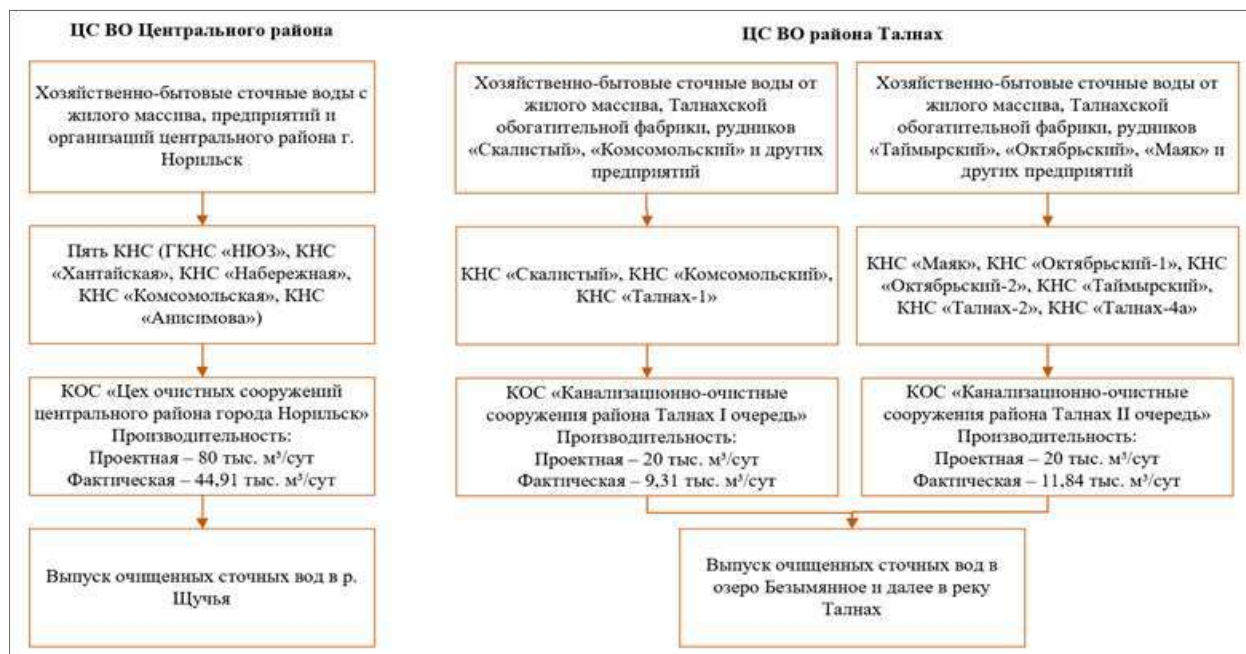 ЦС ВО Центрального района
Хозяйственно-бытовые сточные воды с
жилого массива, предприятий и
организаций центрального района г.
Норильск
Пять КНС (ГКНС «НЮЗ», КНС
«Хантайская», КНС «Набережная»,
КНС «Комсомольская», КНС
«Анисимова»)
КОС «Цех очистных сооружений
центрального района города Норильск»
Производительность:
Проектная – 80 тыс. м³/сут
Фактическая – 44,91 тыс. м³/сут
Выпуск очищенных сточных вод в р.
Щучья
ЦС ВО района Талнах
Хозяйственно-бытовые сточные воды от
жилого массива, Талнахской
обогатительной фабрики, рудников
«Скалистый», «Комсомольский» и других
предприятий
КНС «Скалистый», КНС «Комсомольский»,
КНС «Талнах-1»
КОС «Канализационно-очистные
сооружения района Талнах I очередь»
Производительность:
Проектная – 20 тыс. м³/сут
Фактическая – 9,31 тыс. м³/сут
Хозяйственно-бытовые сточные воды от
жилого массива, Талнахской
обогатительной фабрики, рудников
«Таймырский», «Октябрьский», «Маяк» и
других предприятий
КНС «Маяк», КНС «Октябрьский-1», КНС
«Октябрьский-2», КНС «Таймырский»,
КНС «Талнах-2», КНС «Талнах-4а»
КОС «Канализационно-очистные
сооружения района Талнах II очередь»
Производительность:
Проектная – 20 тыс. м³/сут
Фактическая – 11,84 тыс. м³/сут
Выпуск очищенных сточных вод в
озеро Безымянное и далее в реку
Талнах